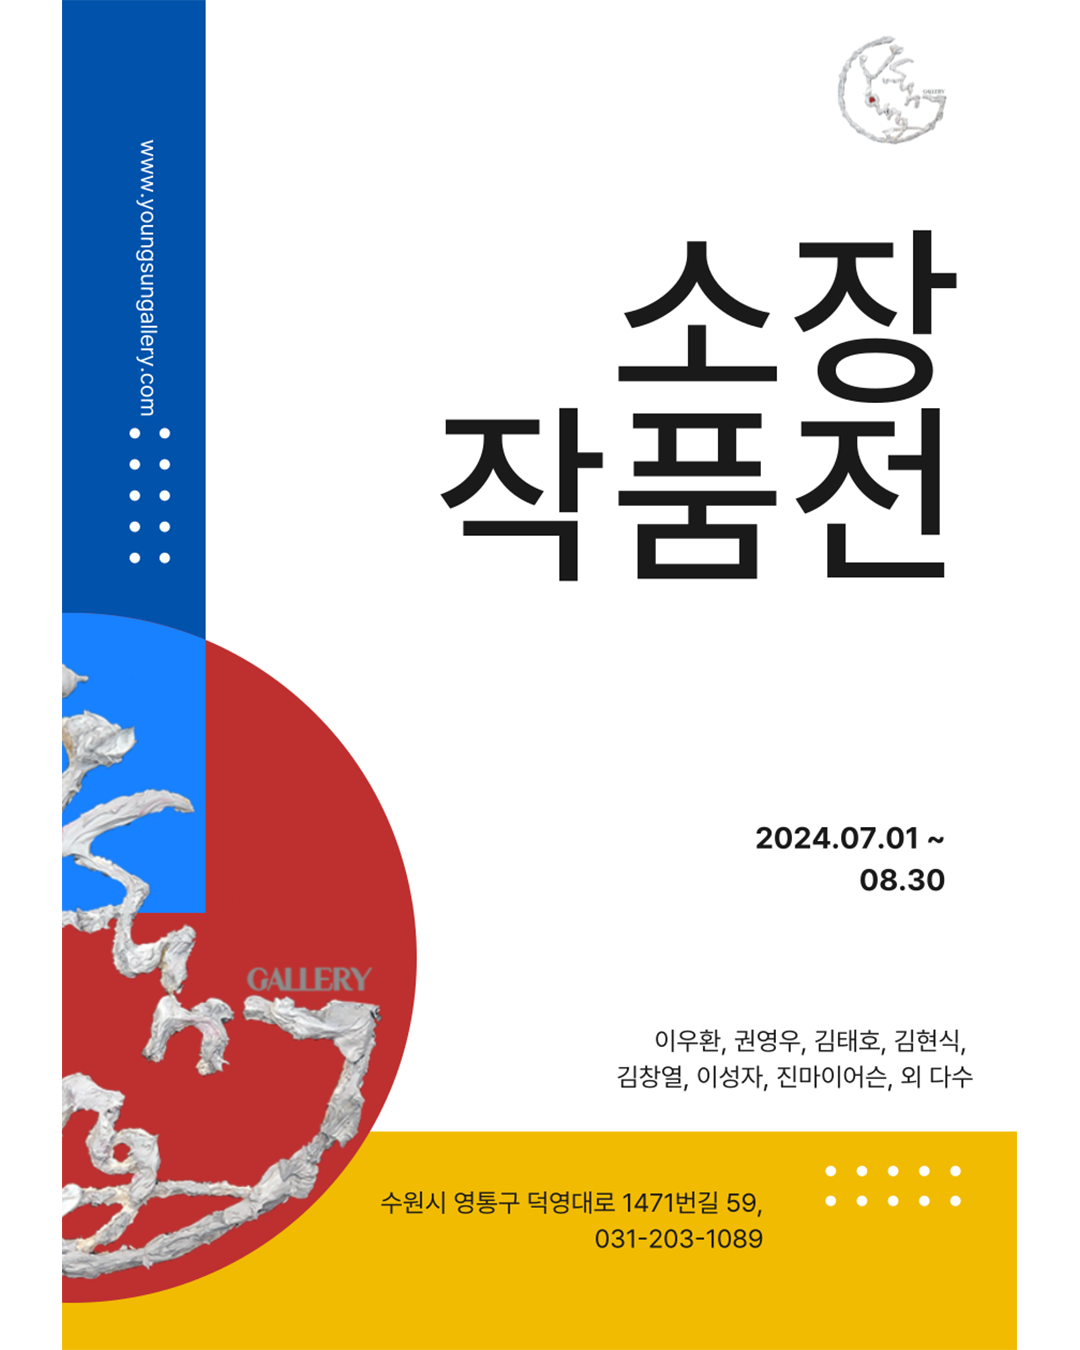 www.youngsungallery.com
Young Sun
GALLERY
소장
작품전
2024.07.01 ~
08.30
GALLERY
이우환, 권영우, 김태호, 김현식,
김창열, 이성자, 진마이어슨, 외 다수
수원시 영통구 덕영대로 1471번길 59,
031-203-1089